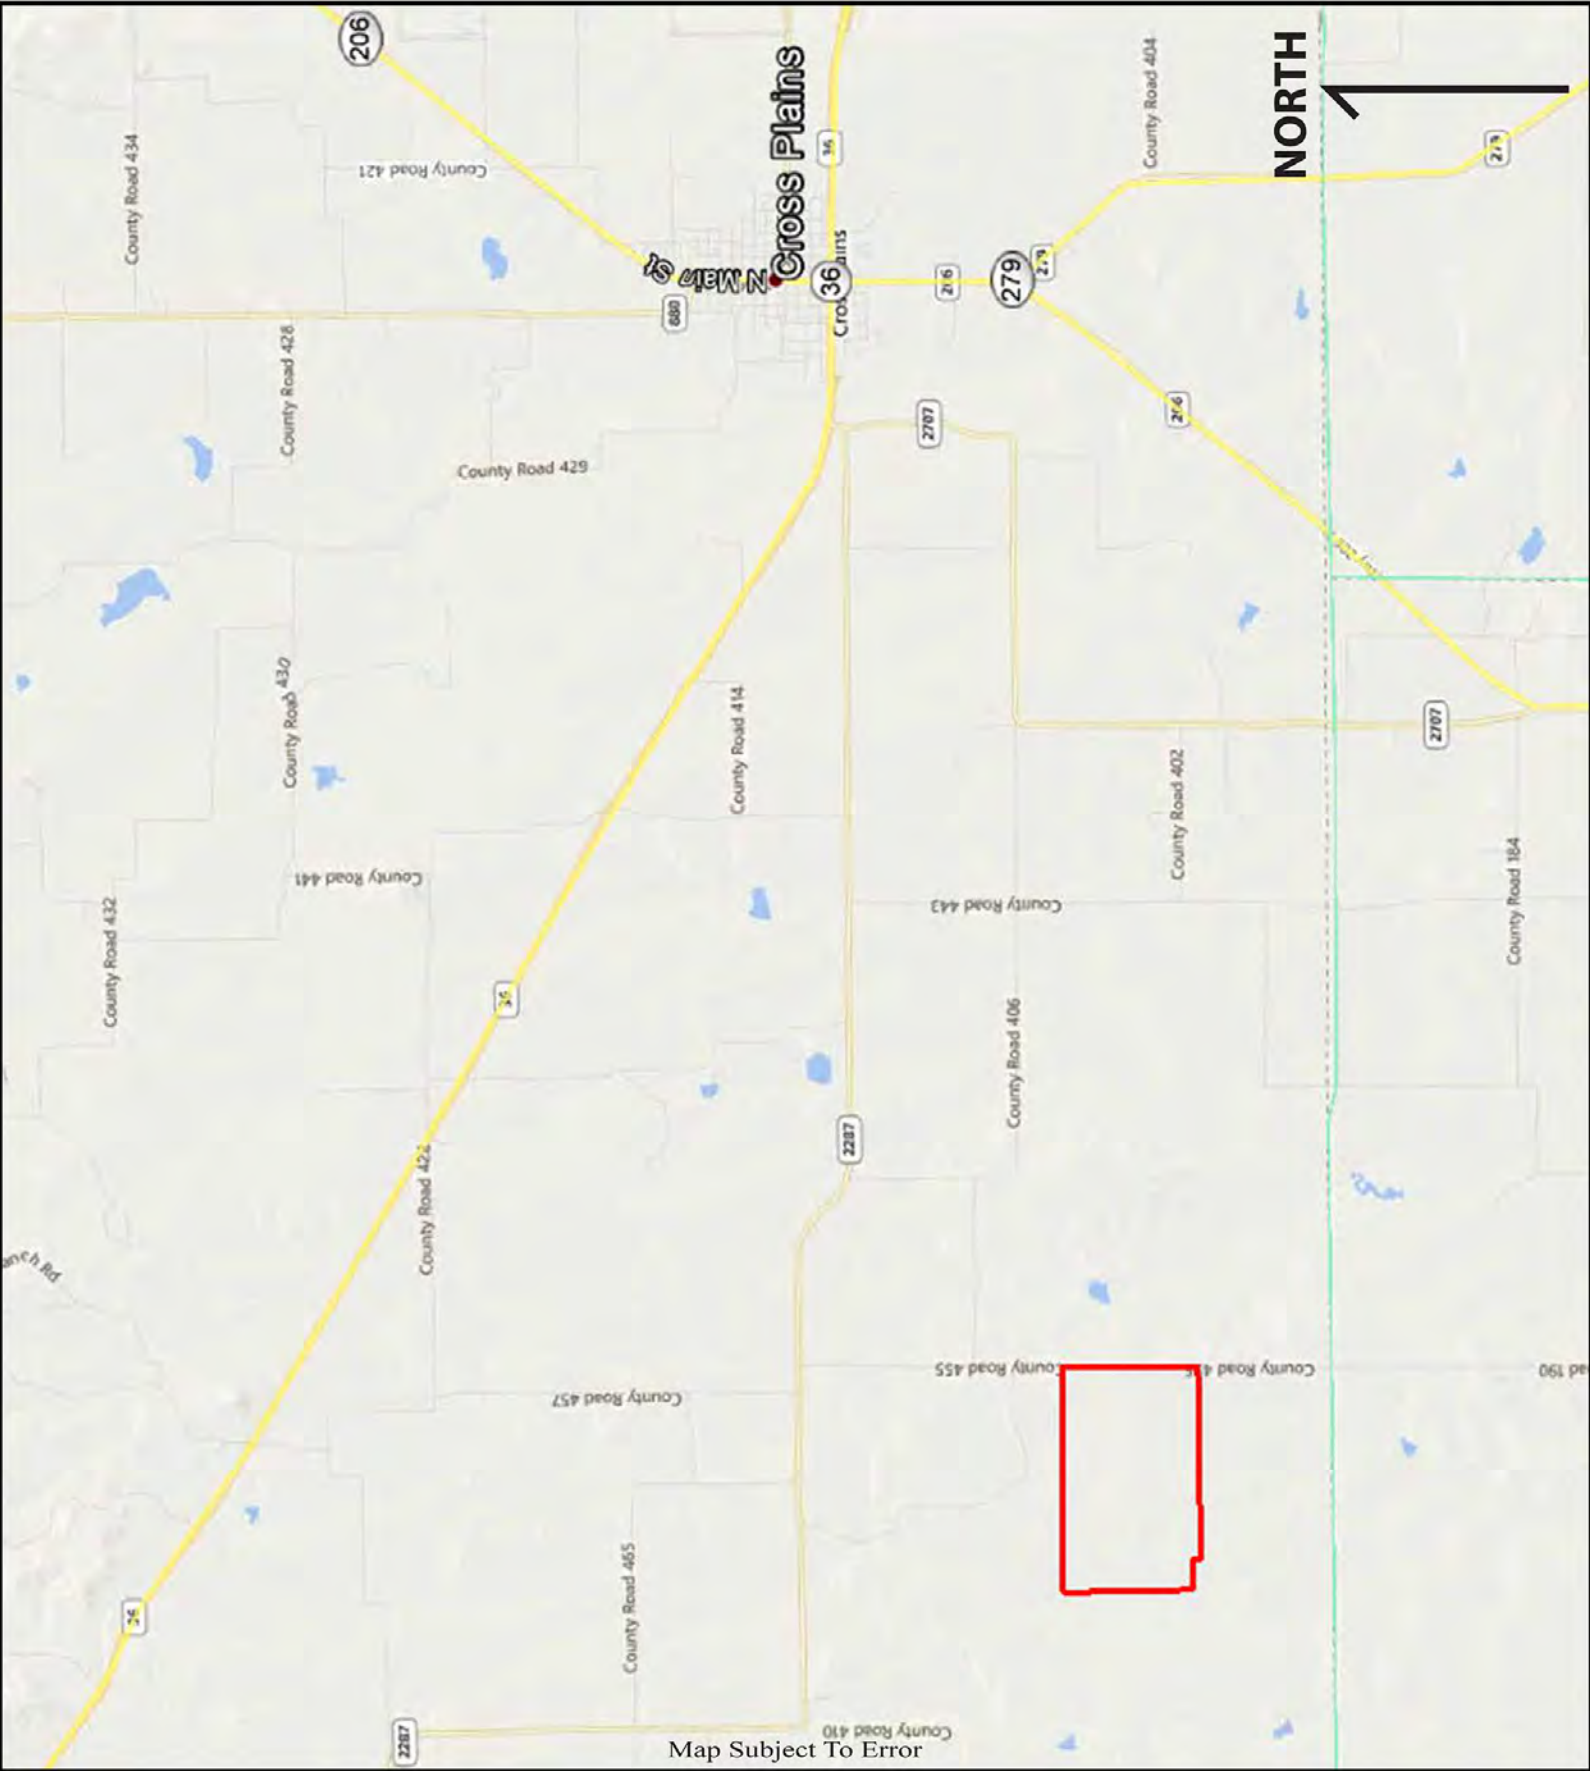 206
County Road 434
County Road 421
Cross Plains
36
County Road 404
NORTH
279
N Main St
880
36
206
279
279
County Road 428
County Road 429
2707
206
County Road 430
County Road 414
2707
County Road 402
County Road 441
County Road 432
County Road 443
County Road 184
36
County Road 406
2287
County Road 422
County Road 455
County Road 457
County Road 465
36
2287
County Road 410
Map Subject To Error